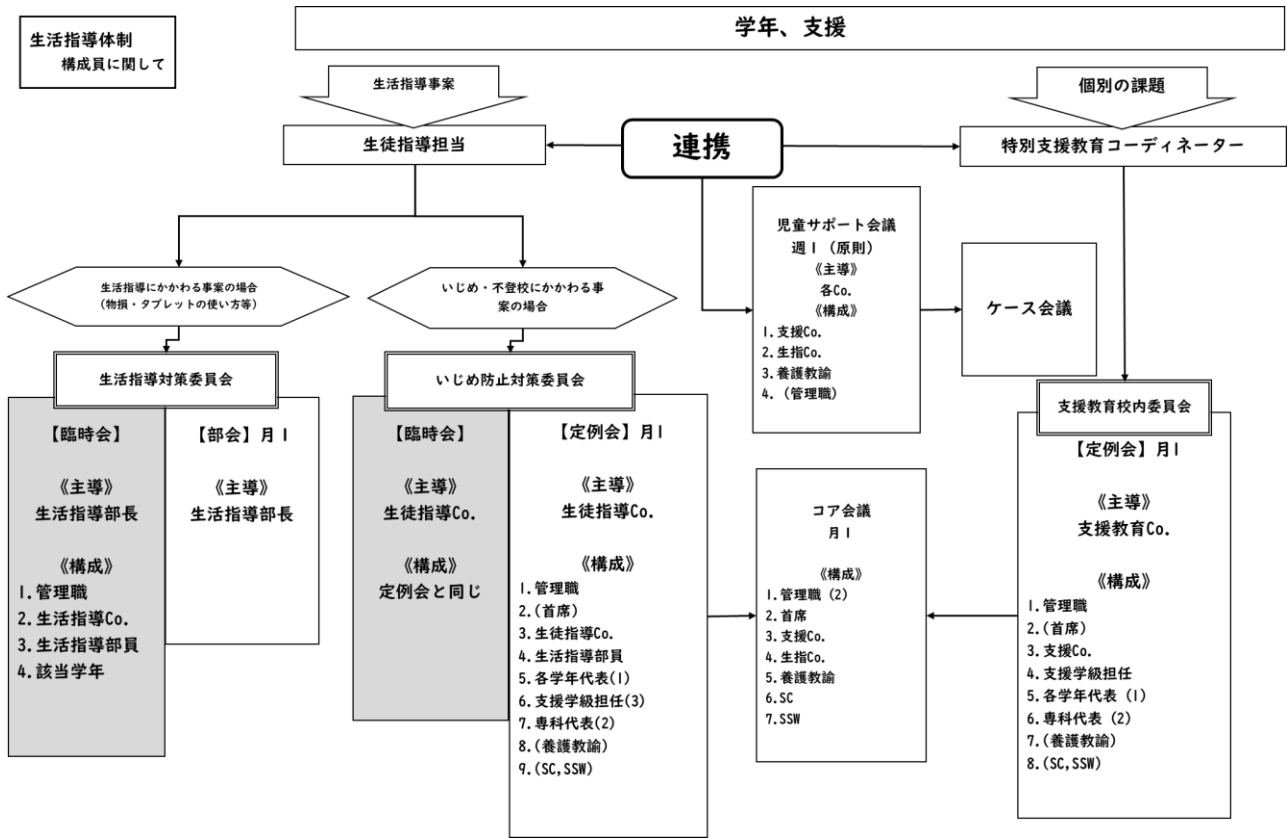 生活指導体制
構成員に関して
学年、支援
生活指導事案
個別の課題
生徒指導担当
連携
特別支援教育コーディネーター
生活指導にかかわる事案の場合
(物損・タブレットの使い方等)
いじめ・不登校にかかわる事
案の場合
児童サポート会議
週1(原則)
《主導》
各Co.
《構成》
1.支援Co.
2.生指Co.
3.養護教諭
4.(管理職)
ケース会議
生活指導対策委員会
【臨時会】
《主導》
生活指導部長
《構成》
1.管理職
2.生活指導Co.
3.生活指導部員
4.該当学年
【部会】月1
《主導》
生活指導部長
いじめ防止対策委員会
【臨時会】
《主導》
生徒指導Co.
《構成》
定例会と同じ
【定例会】月1
《主導》
生徒指導Co.
《構成》
1.管理職
2.(首席)
3.生徒指導Co.
4.生活指導部員
5.各学年代表(1)
6.支援学級担任(3)
7.専科代表(2)
8.(養護教諭)
9.(SC,SSW)
コア会議
月1
《構成》
1.管理職(2)
2.首席
3.支援Co.
4.生指Co.
5.養護教諭
6.SC
7.SSW
支援教育校内委員会
【定例会】月1
《主導》
支援教育Co.
《構成》
1.管理職
2.(首席)
3.支援Co.
4.支援学級担任
5.各学年代表(1)
6.専科代表(2)
7.(養護教諭)
8.(SC,SSW)